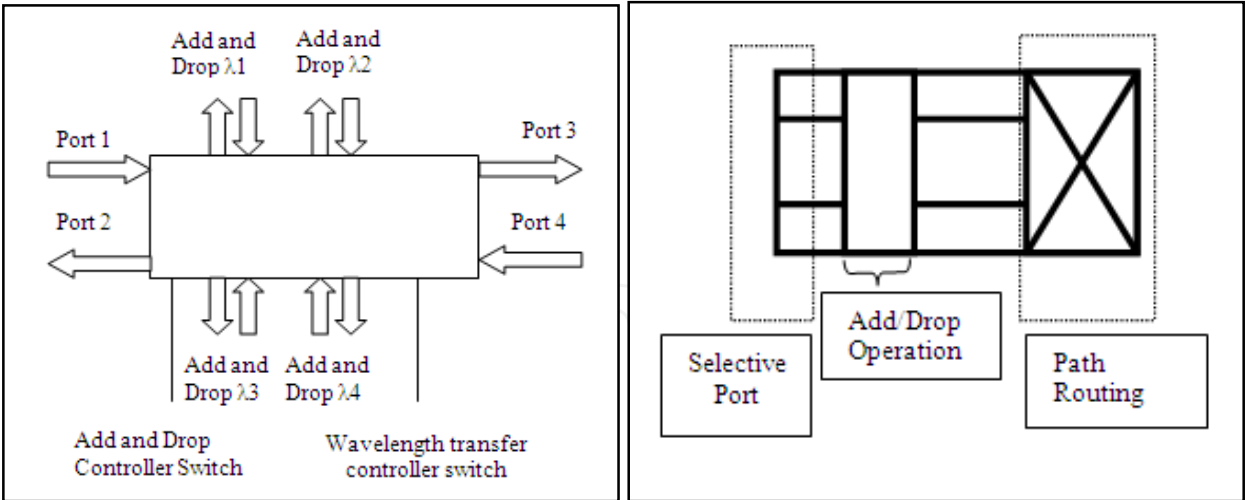 Add and
Drop λ1
Add and
Drop λ2
Port 1
Port 3
Port 2
Port 4
Add and
Drop λ3
Add and
Drop λ4
Add and Drop
Controller Switch
Wavelength transfer
controller switch
Selective
Port
Add/Drop
Operation
Path
Routing